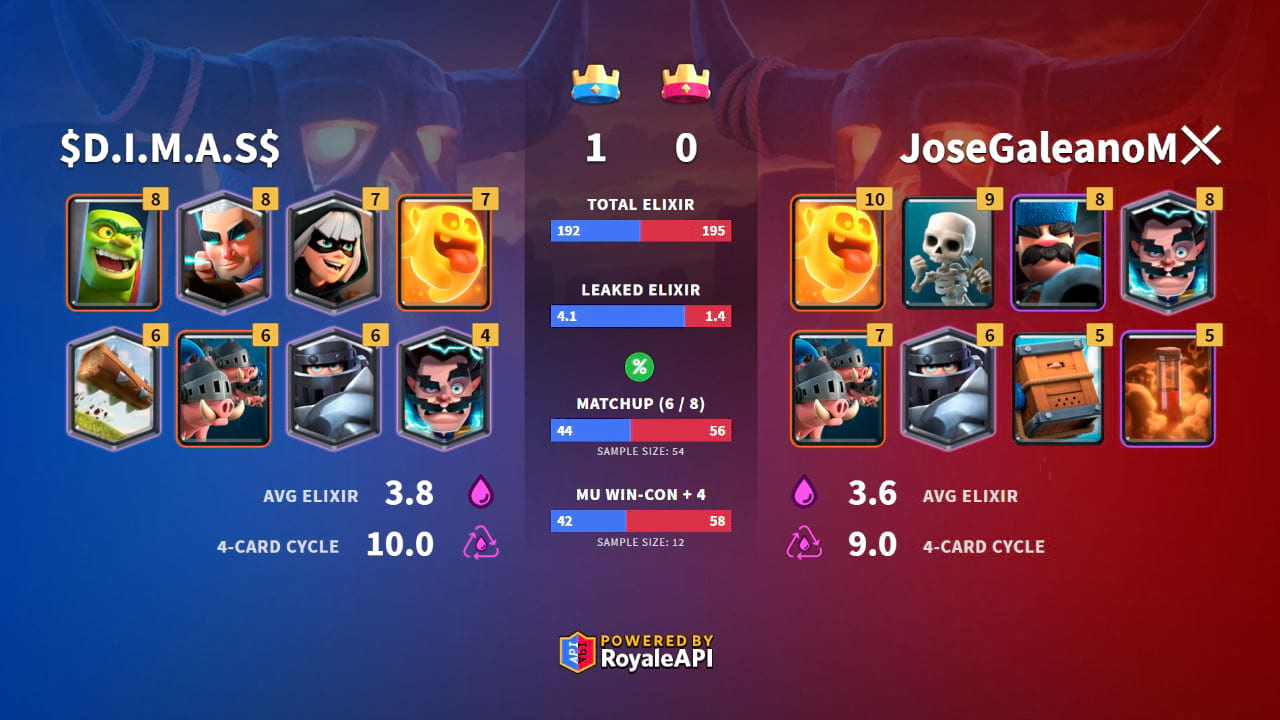 1 0
$D.I.M.A.S$
JoseGaleanoM╳
8 8 7 7
6 6 6 4
10 9 8 8
7 6 5 5
TOTAL ELIXIR
192 195
LEAKED ELIXIR
4.1 1.4
%
MATCHUP (6 / 8)
44 56
SAMPLE SIZE: 54
MU WIN-CON + 4
42 58
SAMPLE SIZE: 12
AVG ELIXIR 3.8
4-CARD CYCLE 10.0
3.6 AVG ELIXIR
9.0 4-CARD CYCLE
POWERED BY
API RoyaleAPI